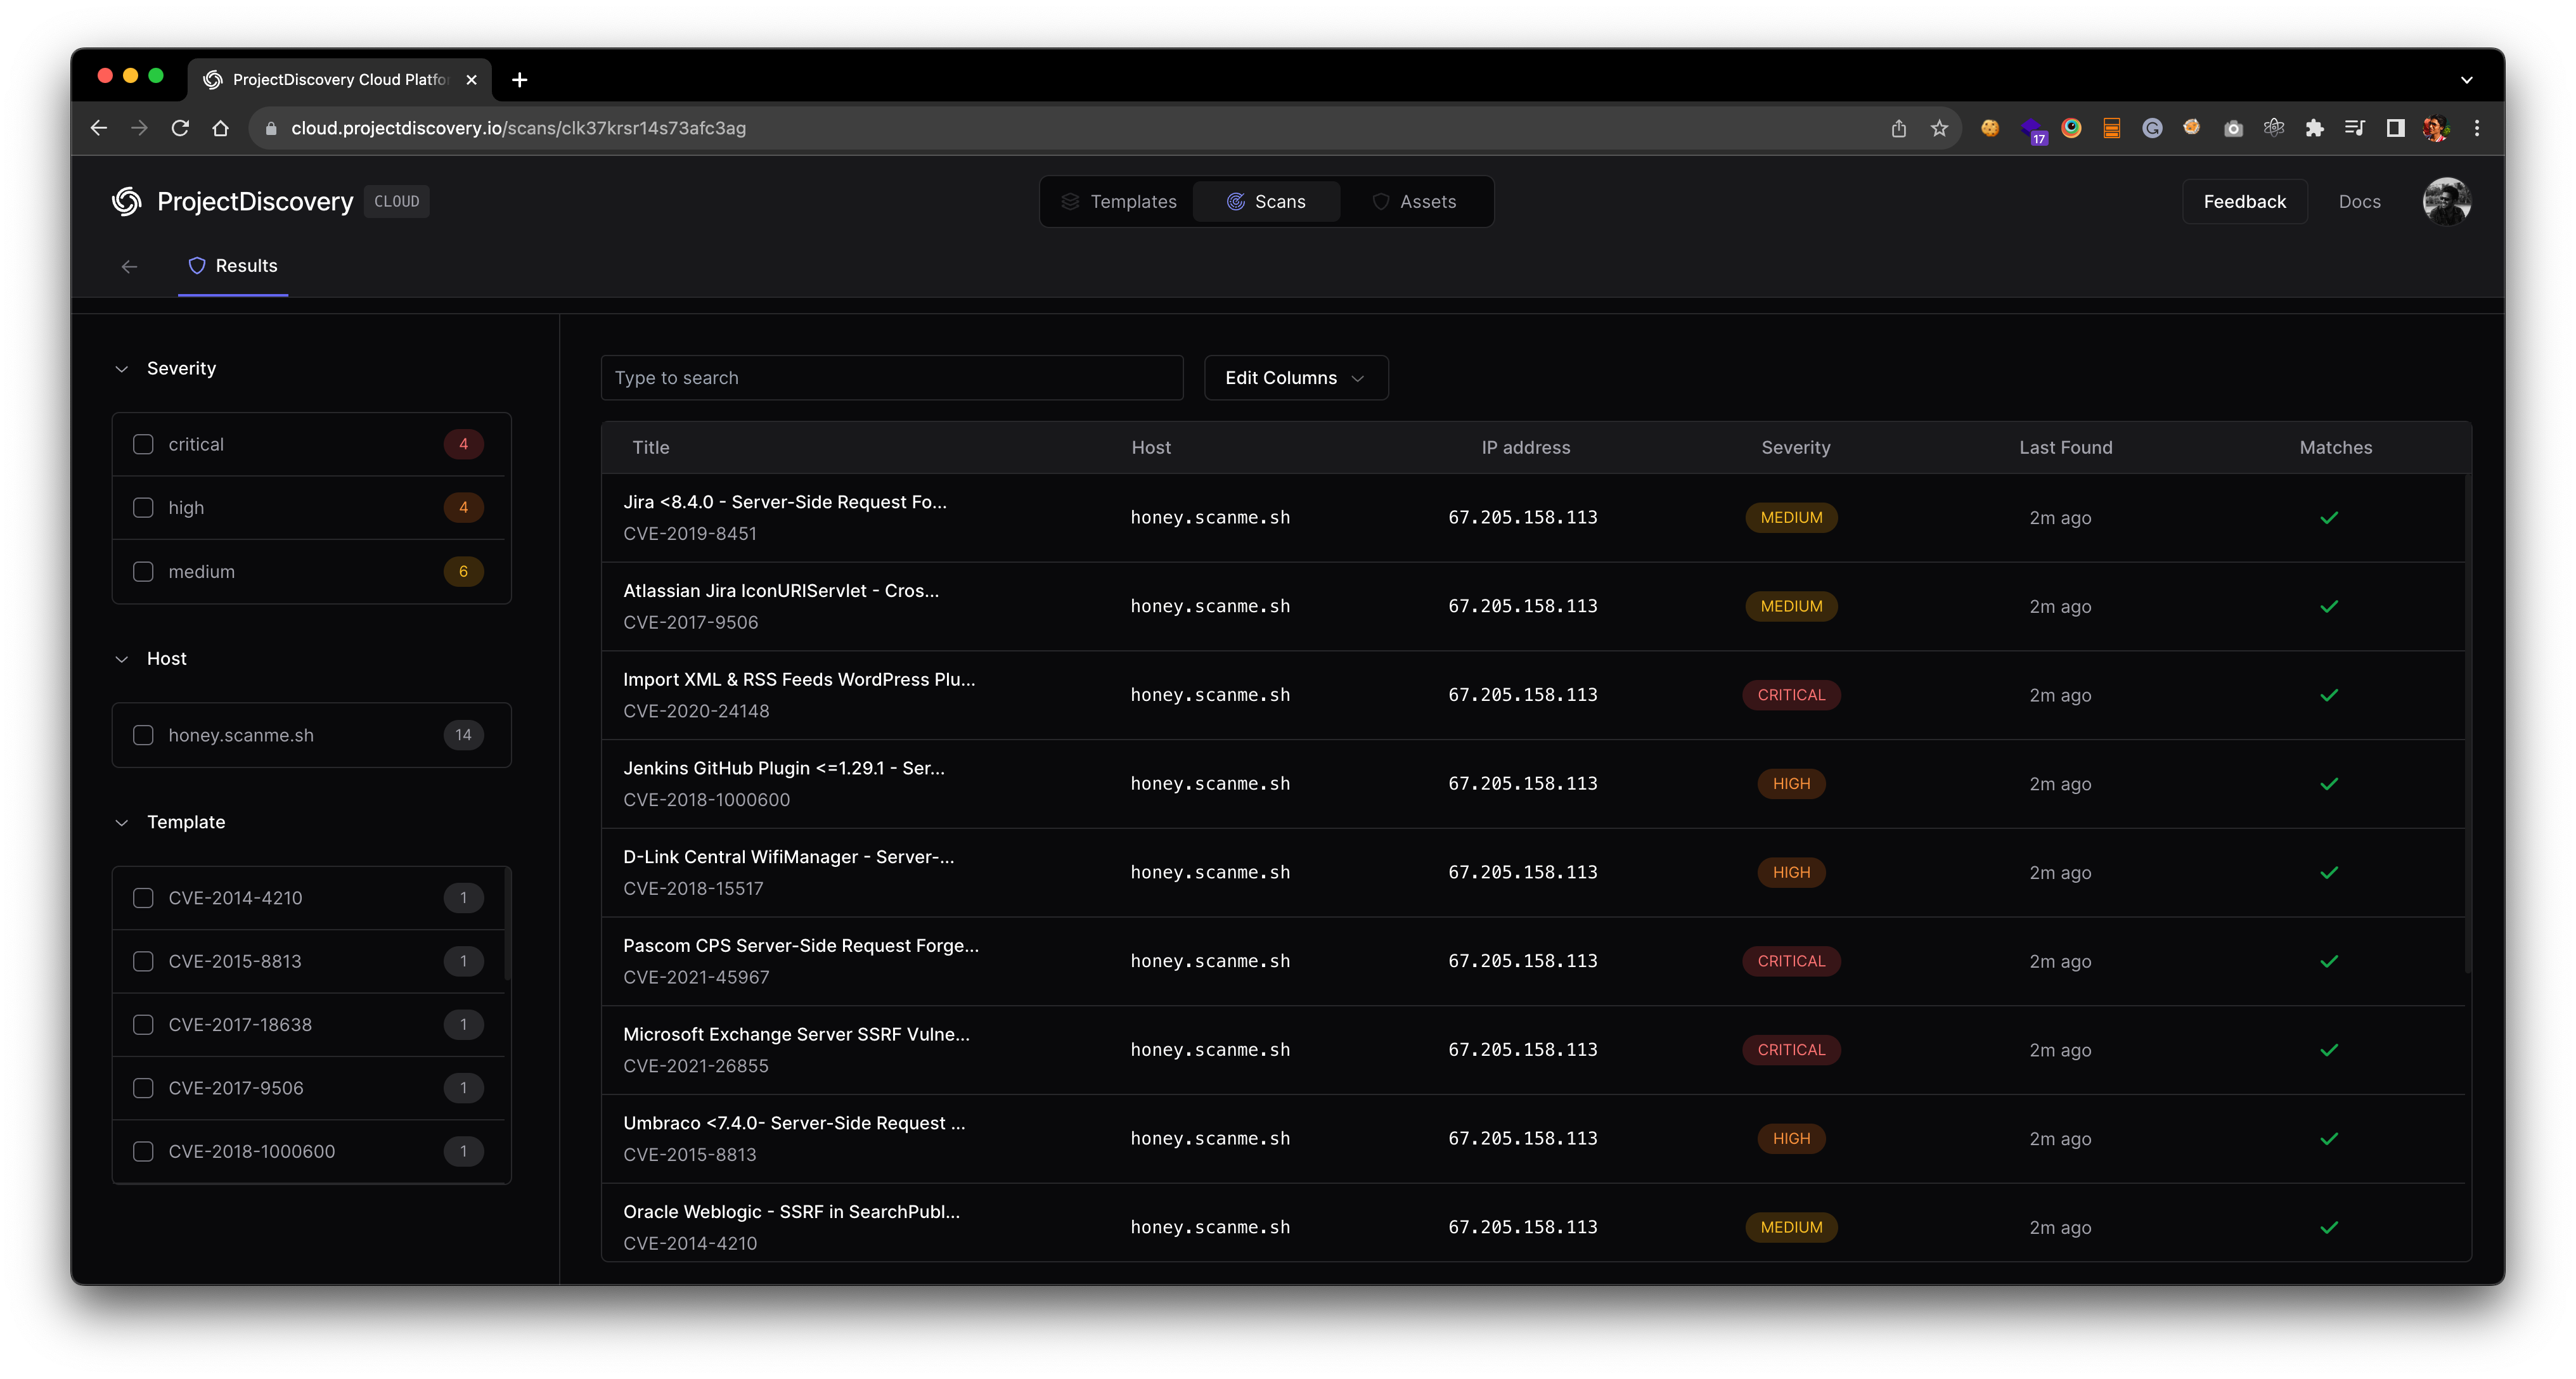 ProjectDiscovery Cloud Platfo
cloud.projectdiscovery.io/scans/clk37krsr14s73afc3ag
17
ProjectDiscovery CLOUD
Templates Scans Assets
Feedback Docs
Results
Severity
critical 4
high 4
medium 6
Host
honey.scanme.sh 14
Template
CVE-2014-4210 1
CVE-2015-8813 1
CVE-2017-18638 1
CVE-2017-9506 1
CVE-2018-1000600 1
Type to search Edit Columns
Title Host IP address Severity Last Found Matches
Jira <8.4.0 - Server-Side Request Fo...
CVE-2019-8451
honey.scanme.sh 67.205.158.113 MEDIUM 2m ago
Atlassian Jira IconURIServlet - Cros...
CVE-2017-9506
honey.scanme.sh 67.205.158.113 MEDIUM 2m ago
Import XML & RSS Feeds WordPress Plu...
CVE-2020-24148
honey.scanme.sh 67.205.158.113 CRITICAL 2m ago
Jenkins GitHub Plugin <=1.29.1 - Ser...
CVE-2018-1000600
honey.scanme.sh 67.205.158.113 HIGH 2m ago
D-Link Central WifiManager - Server-...
CVE-2018-15517
honey.scanme.sh 67.205.158.113 HIGH 2m ago
Pascom CPS Server-Side Request Forge...
CVE-2021-45967
honey.scanme.sh 67.205.158.113 CRITICAL 2m ago
Microsoft Exchange Server SSRF Vulne...
CVE-2021-26855
honey.scanme.sh 67.205.158.113 CRITICAL 2m ago
Umbraco <7.4.0- Server-Side Request ...
CVE-2015-8813
honey.scanme.sh 67.205.158.113 HIGH 2m ago
Oracle Weblogic - SSRF in SearchPubl...
CVE-2014-4210
honey.scanme.sh 67.205.158.113 MEDIUM 2m ago